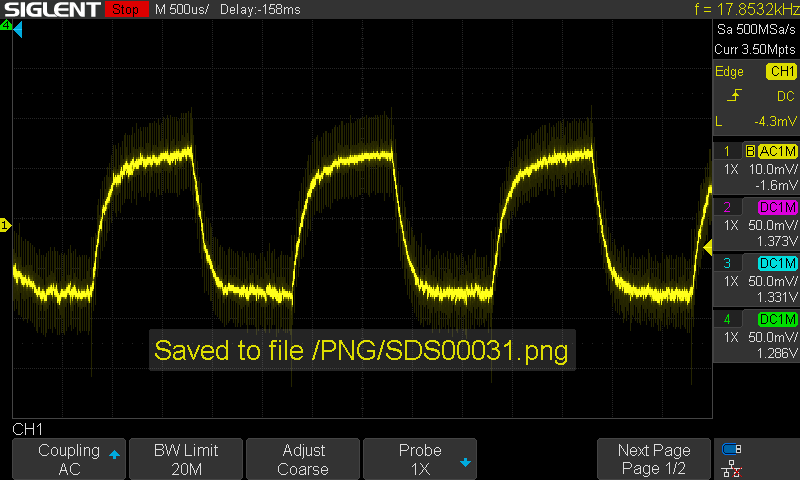 SIGLENT Stop M 500us/ Delay:-158ms f = 17.8532kHz
Sa 500MSa/s
Curr 3.50Mpts
Edge CH1
DC
L -4.3mV
1 B AC1M
1X 10.0mV/
-1.6mV
2 DC1M
1X 50.0mV/
1.373V
3 DC1M
1X 50.0mV/
1.331V
4 DC1M
1X 50.0mV/
1.286V
4
1
Saved to file /PNG/SDS00031.png
CH1
Coupling
AC
BW Limit
20M
Adjust
Coarse
Probe
1X
Next Page
Page 1/2